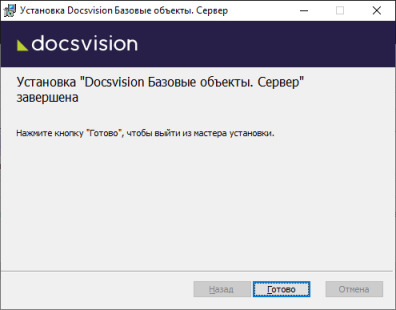 Установка Docsvision Базовые объекты. Сервер
docsvision
Установка "Docsvision Базовые объекты. Сервер"
завершена
Нажмите кнопку "Готово", чтобы выйти из мастера установки.
Назад
Готово
Отмена